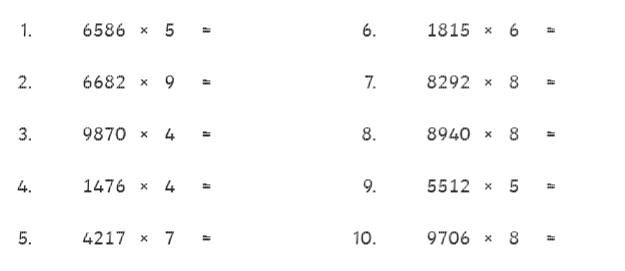 1. 6586 × 5 =
2. 6682 × 9 =
3. 9870 × 4 =
4. 1476 × 4 =
5. 4217 × 7 =
6. 1815 × 6 =
7. 8292 × 8 =
8. 8940 × 8 =
9. 5512 × 5 =
10. 9706 × 8 =